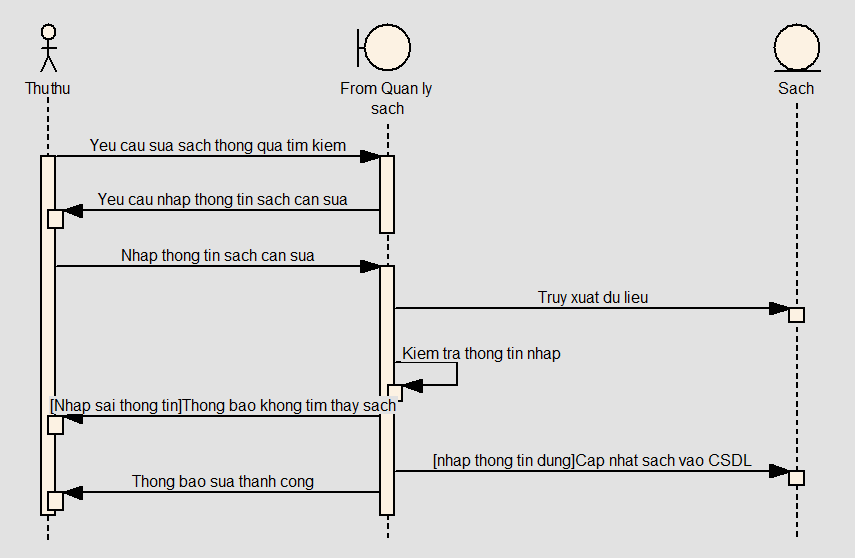 Thuthu
From Quan ly
sach
Sach
Yeu cau sua sach thong qua tim kiem
Yeu cau nhap thong tin sach can sua
Nhap thong tin sach can sua
Truy xuat du lieu
Kiem tra thong tin nhap
[Nhap sai thong tin]Thong bao khong tim thay sach
[nhap thong tin dung]Cap nhat sach vao CSDL
Thong bao sua thanh cong